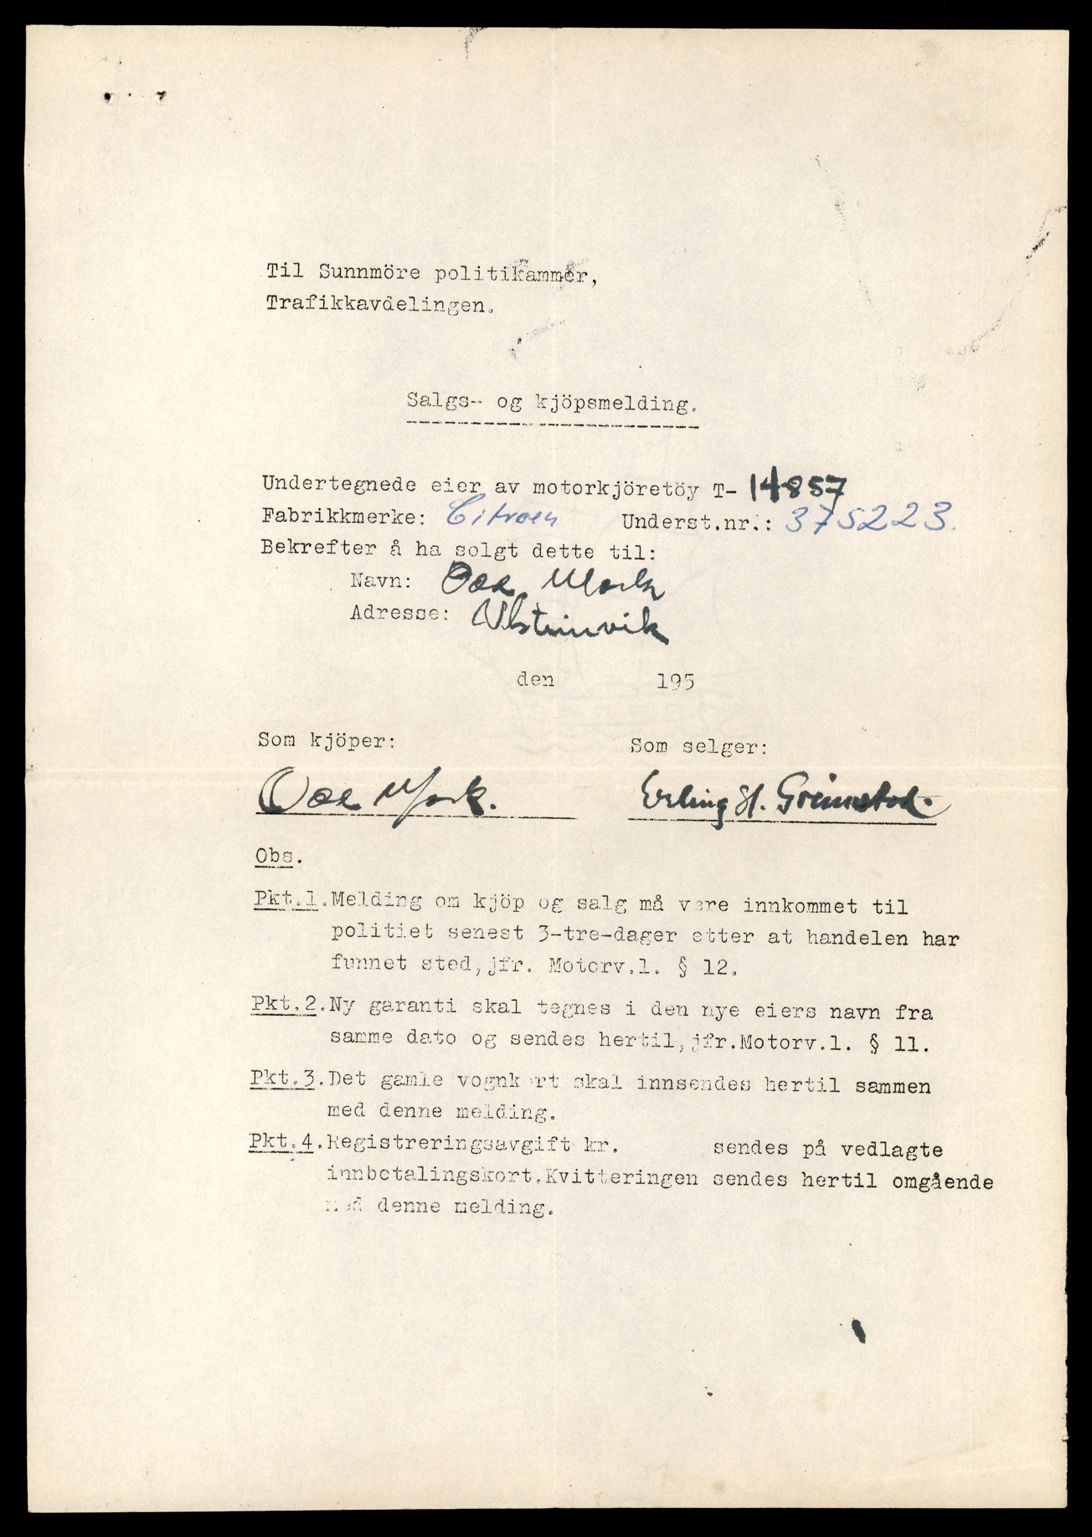 Til Sunnmöre politikammer,
Trafikkavdelingen.
Salgs- og kjöpsmelding.
Undertegnede eier av motorkjöretöy T- 14857
Fabrikkmerke: Citroen Underst.nr.: 375223.
Bekrefter å ha solgt dette til:
Navn: Mork
Adresse: Ulsteinvik
den 195
Som kjöper: Som selger:
Mork. Erling H. Grimstad.
Obs.
Pkt.1.Melding om kjöp og salg må være innkommet til
politiet senest 3-tre-dager etter at handelen har
funnet sted,jfr. Motorv.l. § 12.
Pkt.2.Ny garanti skal tegnes i den nye eiers navn fra
samme dato og sendes hertil,jfr.Motorv.l. § 11.
Pkt.3.Det gamle vognkort skal innsendes hertil sammen
med denne melding.
Pkt.4.Registreringsavgift kr. sendes på vedlagte
innbetalingskort.Kvitteringen sendes hertil omgående
med denne melding.